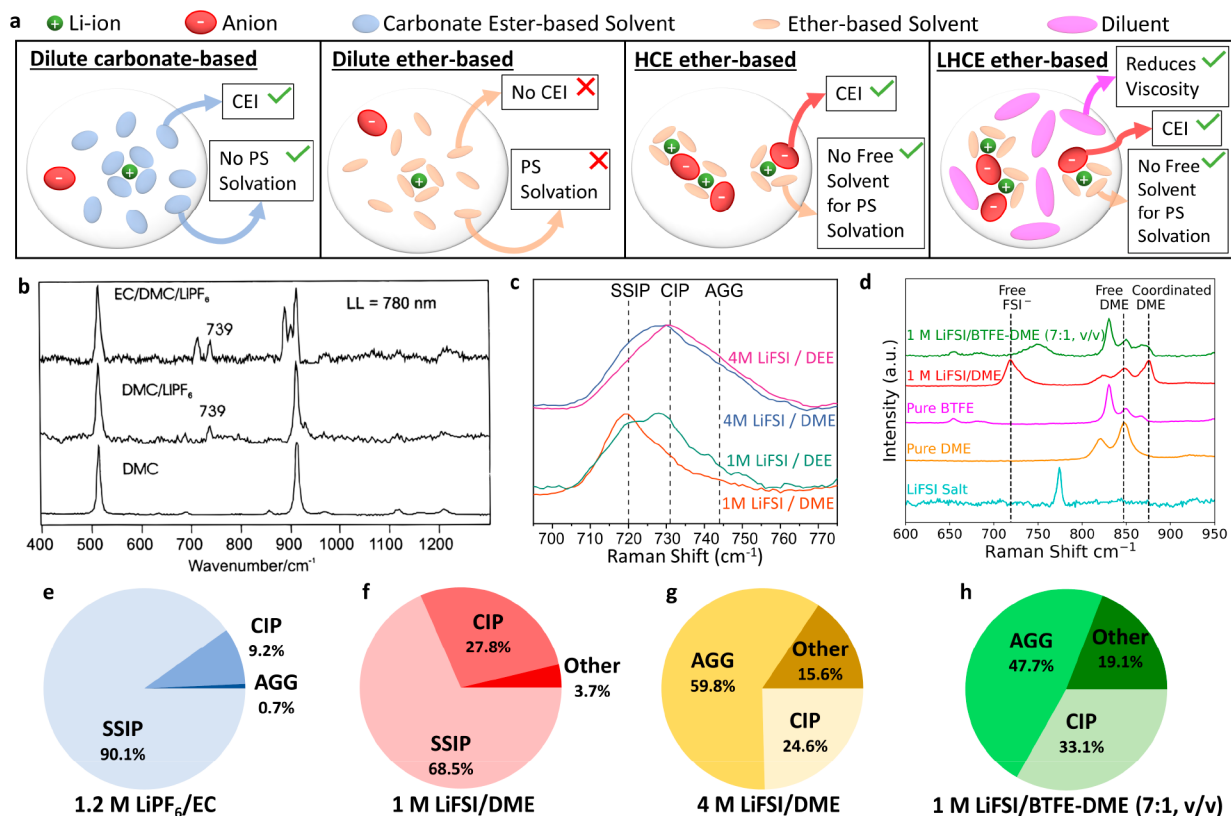 a
Li-ion
Anion
Carbonate Ester-based Solvent
Ether-based Solvent
Diluent
Dilute carbonate-based
CEI
No PS
Solvation
Dilute ether-based
No CEI
PS
Solvation
HCE ether-based
CEI
No Free
Solvent
for PS
Solvation
LHCE ether-based
Reduces
Viscosity
CEI
No Free
Solvent
for PS
Solvation
b
EC/DMC/LIPF₆
LL = 780 nm
739
DMC/LIPF₆
739
DMC
400 500 600 700 800 900 1000 1100 1200
Wavenumber/cm⁻¹
c
SSIP CIP AGG
4M LiFSI / DEE
4M LiFSI / DME
1M LiFSI / DEE
1M LiFSI / DME
700 710 720 730 740 750 760 770
Raman Shift (cm⁻¹)
d
Free
FSI⁻
Free
DME
Coordinated
DME
1 M LiFSI/BTFE-DME (7:1, v/v)
1 M LiFSI/DME
Pure BTFE
Pure DME
LiFSI Salt
Intensity (a.u.)
600 650 700 750 800 850 900 950
Raman Shift cm⁻¹
e
CIP
9.2%
AGG
0.7%
SSIP
90.1%
1.2 M LiPF₆/EC
f
CIP
27.8%
Other
3.7%
SSIP
68.5%
1 M LiFSI/DME
g
AGG
59.8%
Other
15.6%
CIP
24.6%
4 M LiFSI/DME
h
AGG
47.7%
Other
19.1%
CIP
33.1%
1 M LiFSI/BTFE-DME (7:1, v/v)